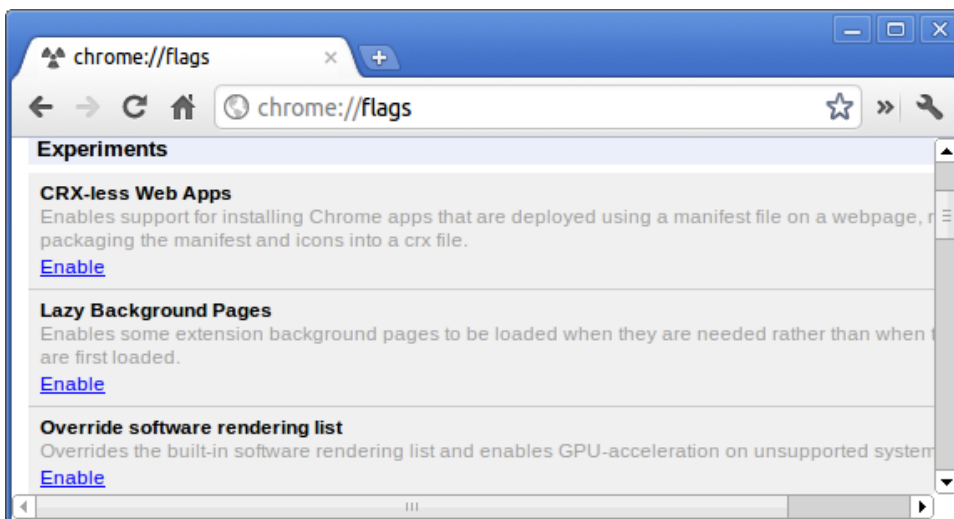 chrome://flags
chrome://flags
Experiments
CRX-less Web Apps
Enables support for installing Chrome apps that are deployed using a manifest file on a webpage,
packaging the manifest and icons into a crx file.
Enable
Lazy Background Pages
Enables some extension background pages to be loaded when they are needed rather than when
are first loaded.
Enable
Override software rendering list
Overrides the built-in software rendering list and enables GPU-acceleration on unsupported system
Enable